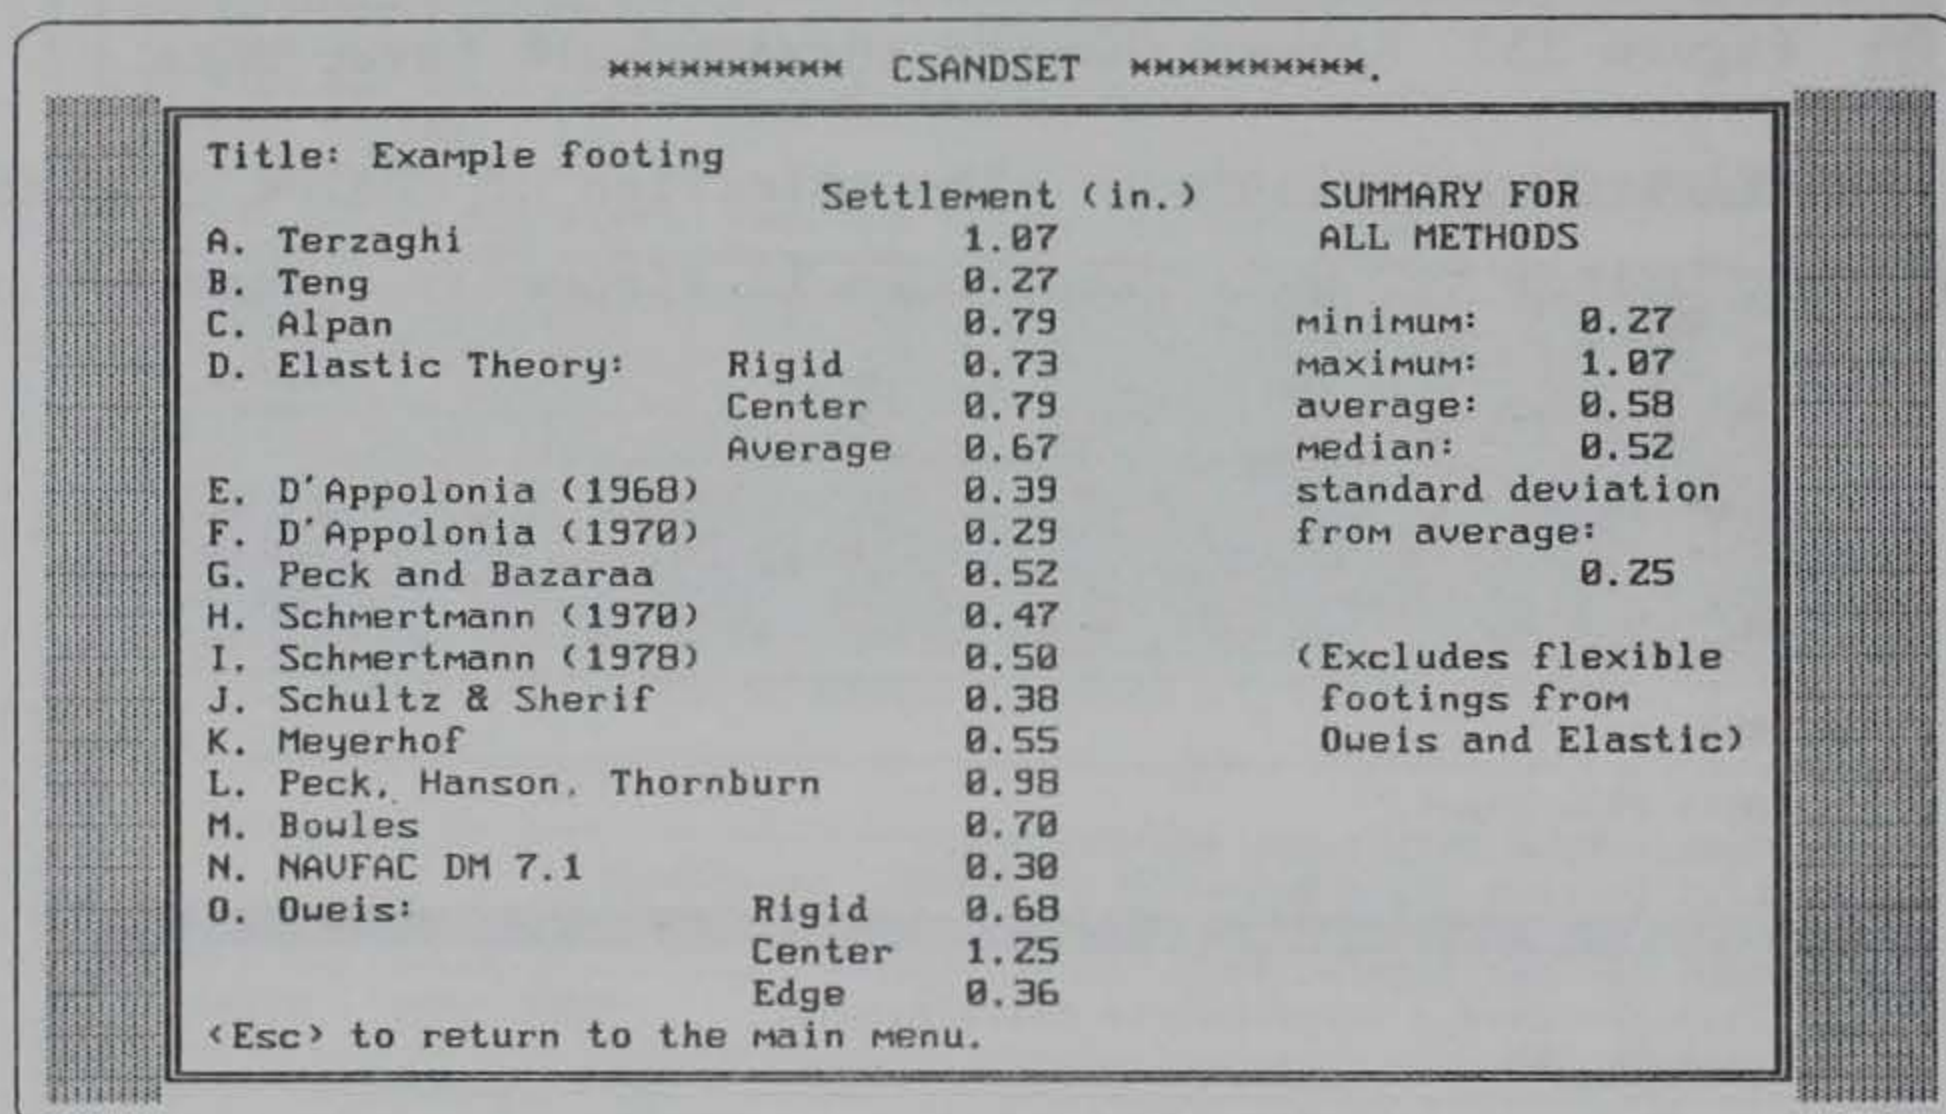 ********** CSANDSET **********.
Title: Example footing
Settlement (in.) SUMMARY FOR
A. Terzaghi 1.07 ALL METHODS
B. Teng 0.27
C. Alpan 0.79 minimum: 0.27
D. Elastic Theory: Rigid 0.73 maximum: 1.07
Center 0.79 average: 0.58
Average 0.67 median: 0.52
E. D'Appolonia (1968) 0.39 standard deviation
F. D'Appolonia (1970) 0.29 from average:
G. Peck and Bazaraa 0.52 0.25
H. Schmertmann (1970) 0.47
I. Schmertmann (1978) 0.50 (Excludes flexible
J. Schultz & Sherif 0.38 footings from
K. Meyerhof 0.55 Oweis and Elastic)
L. Peck, Hanson, Thornburn 0.98
M. Bowles 0.70
N. NAVFAC DM 7.1 0.30
O. Oweis: Rigid 0.68
Center 1.25
Edge 0.36
<Esc> to return to the main menu.